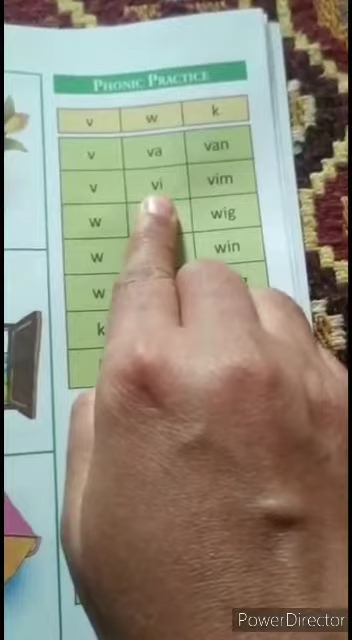 PHONIC PRACTICE
v w k
v va van
v vi vim
w wig
w win
w
k
PowerDirector